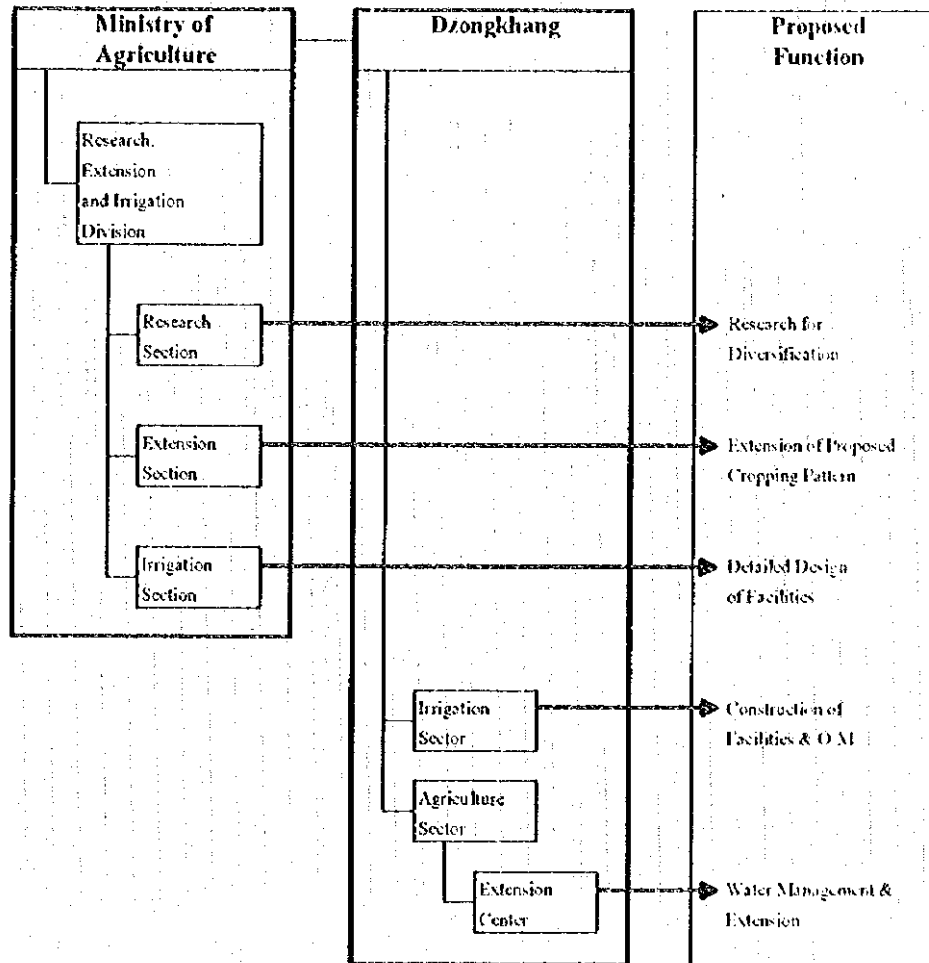 Ministry of
Agriculture
Dzongkhang
Proposed
Function
Research,
Extension
and Irrigation
Division
Research
Section
Research for
Diversification
Extension
Section
Extension of Proposed
Cropping Pattern
Irrigation
Section
Detailed Design
of Facilities
Irrigation
Sector
Construction of
Facilities & O M
Agriculture
Sector
Extension
Center
Water Management &
Extension